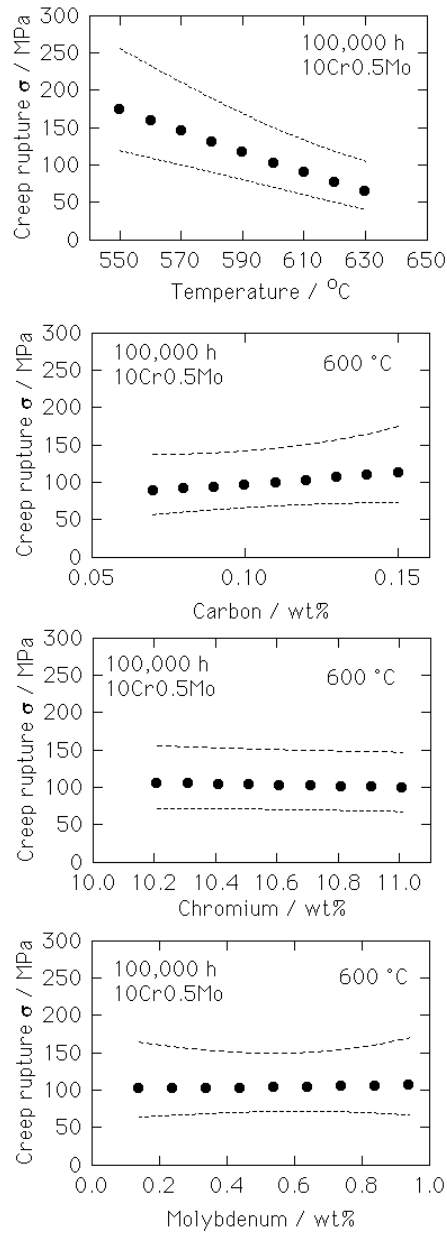 Creep rupture σ / MPa
300
250
200
150
100
50
0
100,000 h
10Cr0.5Mo
550 570 590 610 630 650
Temperature / °C
Creep rupture σ / MPa
300
250
200
150
100
50
0
100,000 h 600 °C
10Cr0.5Mo
0.05 0.10 0.15
Carbon / wt%
Creep rupture σ / MPa
300
250
200
150
100
50
0
100,000 h 600 °C
10Cr0.5Mo
10.0 10.2 10.4 10.6 10.8 11.0
Chromium / wt%
Creep rupture σ / MPa
300
250
200
150
100
50
0
100,000 h 600 °C
10Cr0.5Mo
0.0 0.2 0.4 0.6 0.8 1.0
Molybdenum / wt%